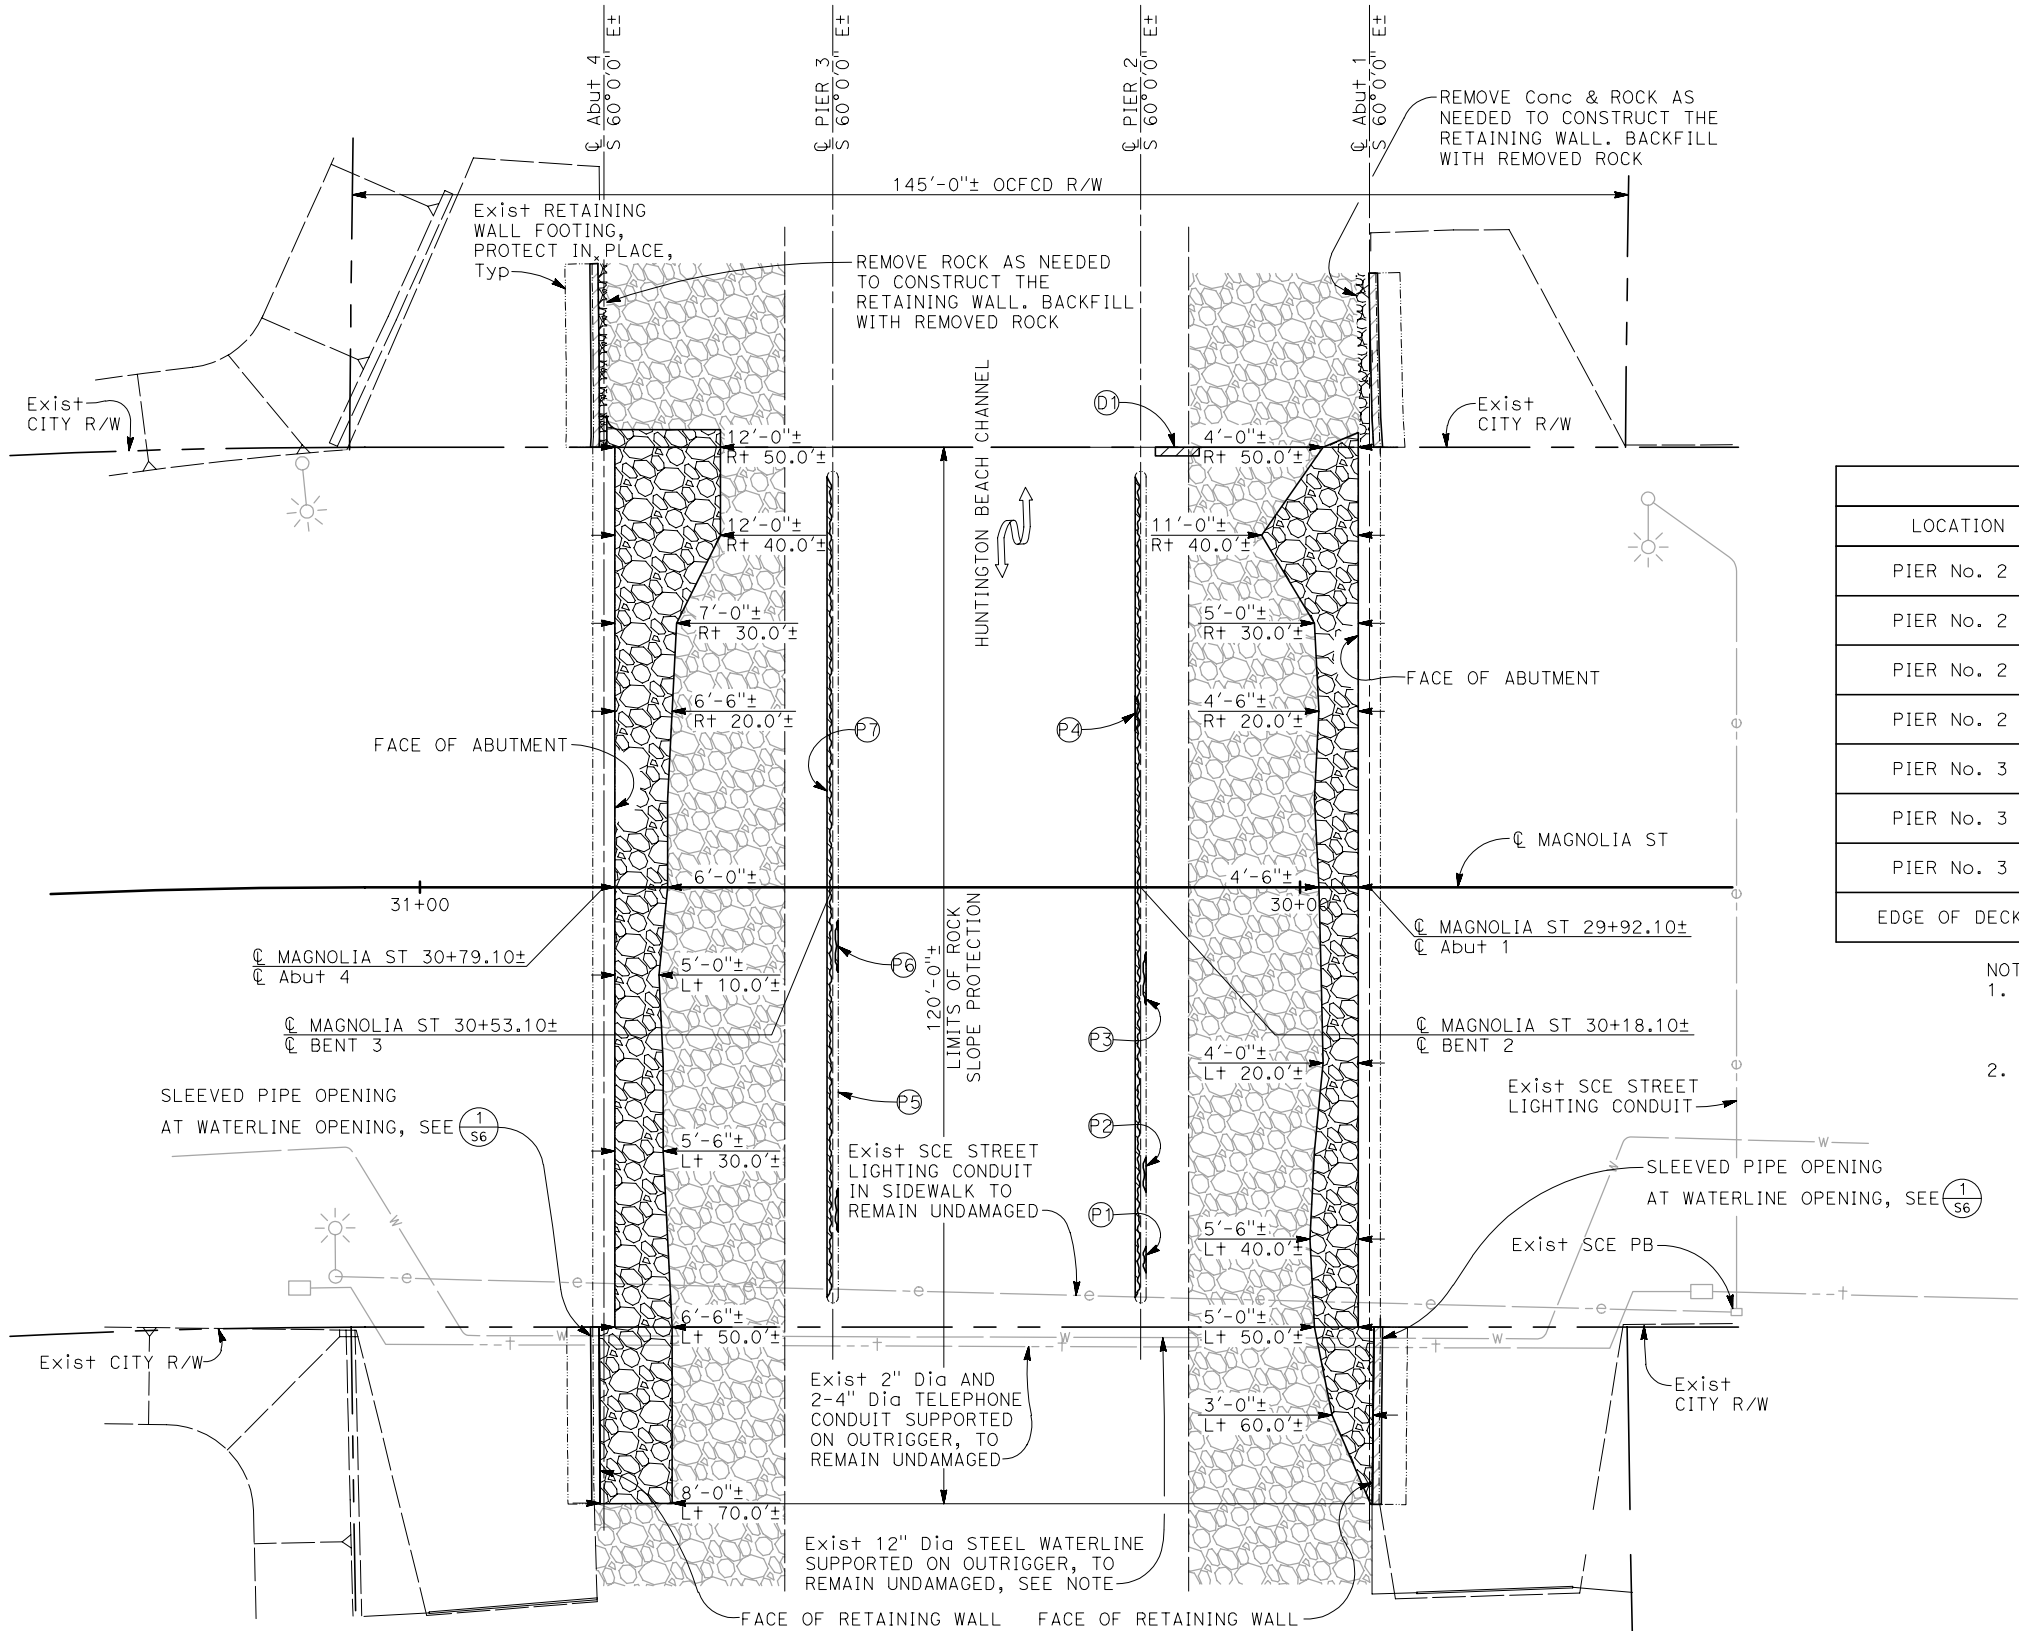 ℄ Abut 4
S 60°0'0" E±
℄ PIER 3
S 60°0'0" E±
℄ PIER 2
S 60°0'0" E±
℄ Abut 1
S 60°0'0" E±
REMOVE Conc & ROCK AS
NEEDED TO CONSTRUCT THE
RETAINING WALL. BACKFILL
WITH REMOVED ROCK
145'-0"± OCFCD R/W
Exist RETAINING
WALL FOOTING,
PROTECT IN PLACE,
Typ
REMOVE ROCK AS NEEDED
TO CONSTRUCT THE
RETAINING WALL. BACKFILL
WITH REMOVED ROCK
Exist
CITY R/W
D1
Exist
CITY R/W
12'-0"±
Rt 50.0'±
4'-0"±
Rt 50.0'±
HUNTINGTON BEACH CHANNEL
12'-0"±
Rt 40.0'±
11'-0"±
Rt 40.0'±
7'-0"±
Rt 30.0'±
5'-0"±
Rt 30.0'±
6'-6"±
Rt 20.0'±
4'-6"±
Rt 20.0'±
FACE OF ABUTMENT
FACE OF ABUTMENT
P7
P4
e
LOCATION
PIER No. 2
PIER No. 2
PIER No. 2
PIER No. 2
PIER No. 3
PIER No. 3
PIER No. 3
EDGE OF DECK
℄ MAGNOLIA ST
6'-0"±
4'-6"±
31+00
30+00
e
℄ MAGNOLIA ST 30+79.10±
℄ Abut 4
℄ MAGNOLIA ST 29+92.10±
℄ Abut 1
P6
5'-0"±
Lt 10.0'±
120'-0"±
LIMITS OF ROCK
SLOPE PROTECTION
℄ MAGNOLIA ST 30+53.10±
℄ BENT 3
℄ MAGNOLIA ST 30+18.10±
℄ BENT 2
NOT
1.
2.
P3
4'-0"±
Lt 20.0'±
e
P5
P2
P1
Exist SCE STREET
LIGHTING CONDUIT
SLEEVED PIPE OPENING
AT WATERLINE OPENING, SEE
1
S6
5'-6"±
Lt 30.0'±
Exist SCE STREET
LIGHTING CONDUIT
IN SIDEWALK TO
REMAIN UNDAMAGED
w
w
SLEEVED PIPE OPENING
AT WATERLINE OPENING, SEE
1
S6
w
5'-6"±
Lt 40.0'±
Exist SCE PB
e
e
e
e
e
e
e
e
t
6'-6"±
Lt 50.0'±
5'-0"±
Lt 50.0'±
w
w
w
t
t
t
t
Exist CITY R/W
Exist 2" Dia AND
2-4" Dia TELEPHONE
CONDUIT SUPPORTED
ON OUTRIGGER, TO
REMAIN UNDAMAGED
3'-0"±
Lt 60.0'±
Exist
CITY R/W
8'-0"±
Lt 70.0'±
Exist 12" Dia STEEL WATERLINE
SUPPORTED ON OUTRIGGER, TO
REMAIN UNDAMAGED, SEE NOTE
FACE OF RETAINING WALL
FACE OF RETAINING WALL